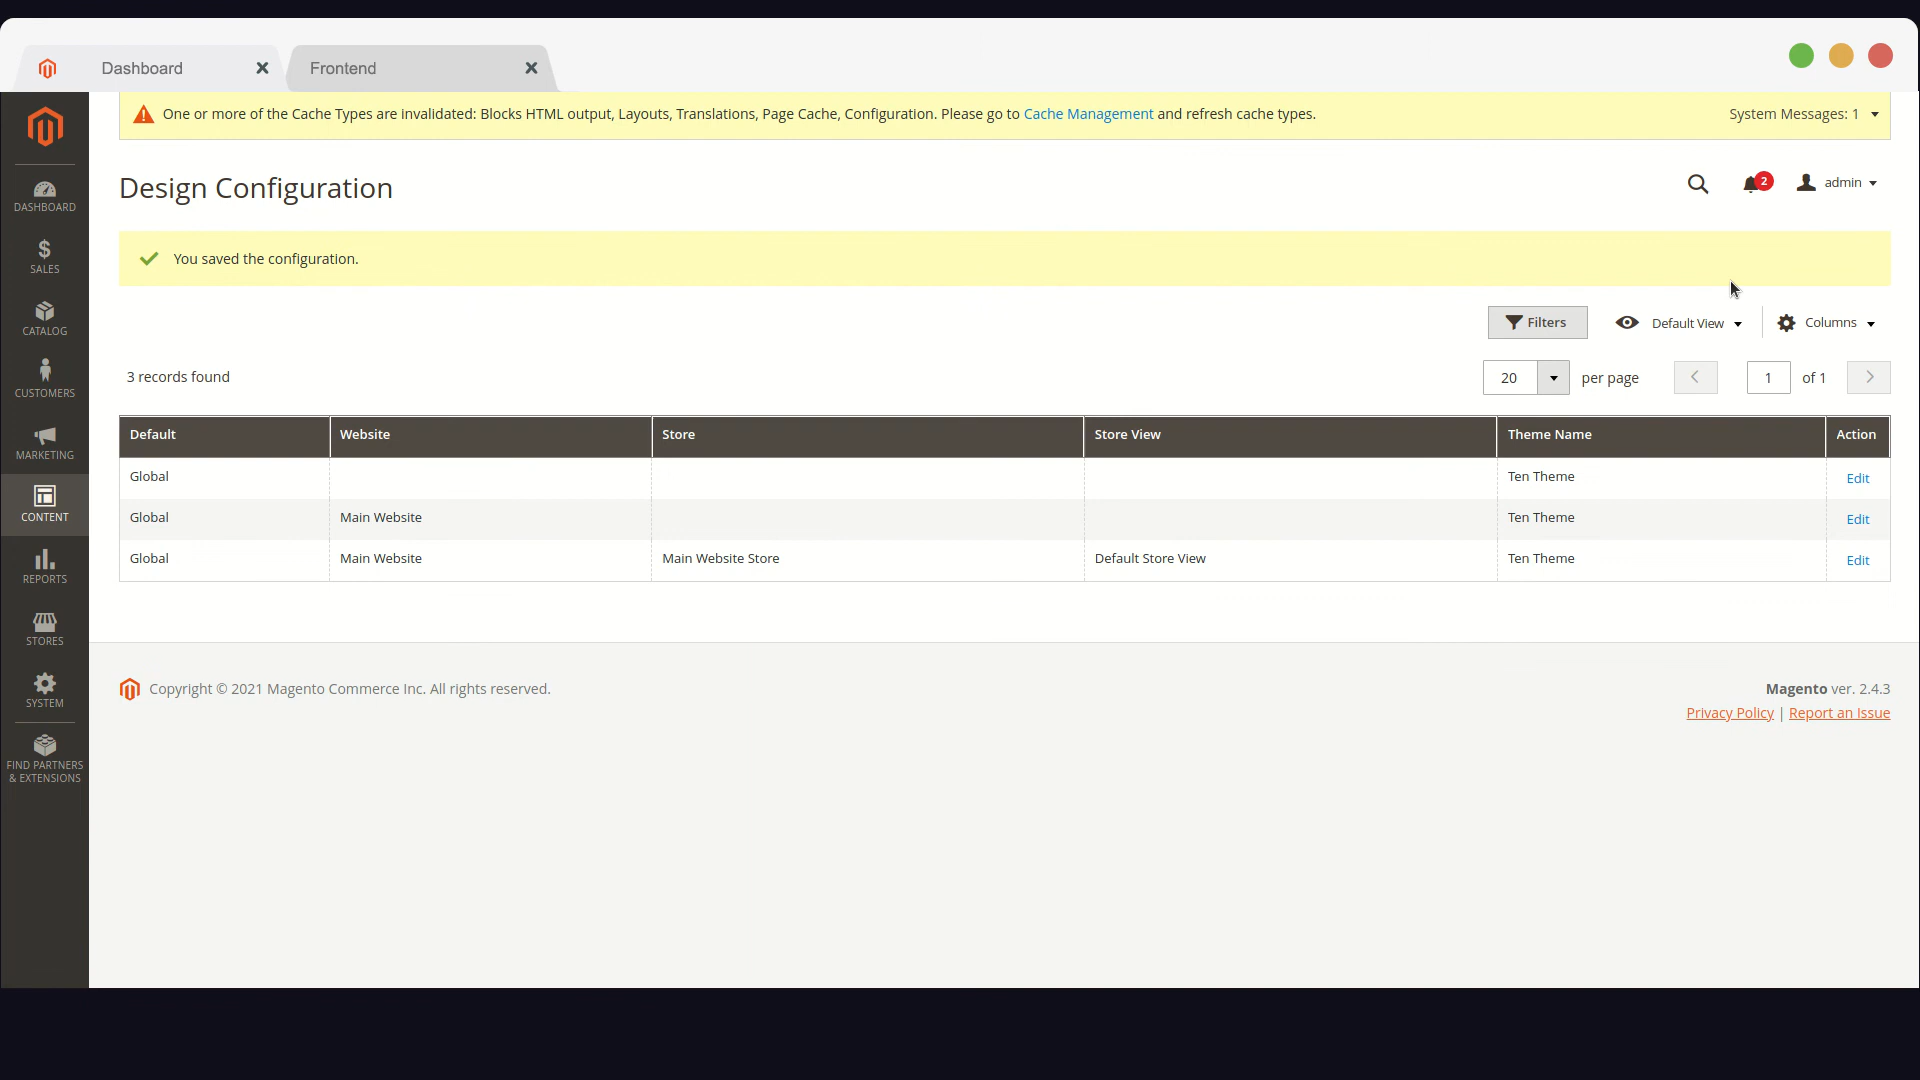 Dashboard
Frontend
One or more of the Cache Types are invalidated: Blocks HTML output, Layouts, Translations, Page Cache, Configuration. Please go to Cache Management and refresh cache types.
System Messages: 1
DASHBOARD
SALES
CATALOG
CUSTOMERS
MARKETING
CONTENT
REPORTS
STORES
SYSTEM
FIND PARTNERS
& EXTENSIONS
Design Configuration
2
admin
You saved the configuration.
Filters
Default View
Columns
3 records found
20
per page
1
of 1
Default Website Store Store View Theme Name Action
Global Ten Theme Edit
Global Main Website Ten Theme Edit
Global Main Website Main Website Store Default Store View Ten Theme Edit
Copyright © 2021 Magento Commerce Inc. All rights reserved.
Magento ver. 2.4.3
Privacy Policy | Report an Issue